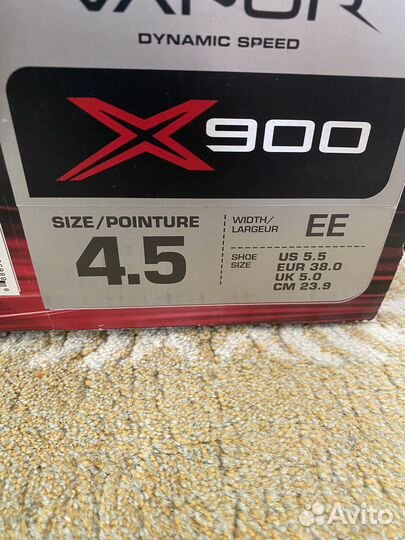 VAPOR
DYNAMIC SPEED
X900
SIZE/POINTURE
4.5
WIDTH/
LARGEUR
EE
SHOE
SIZE
US 5.5
EUR 38.0
UK 5.0
CM 23.9
Avito